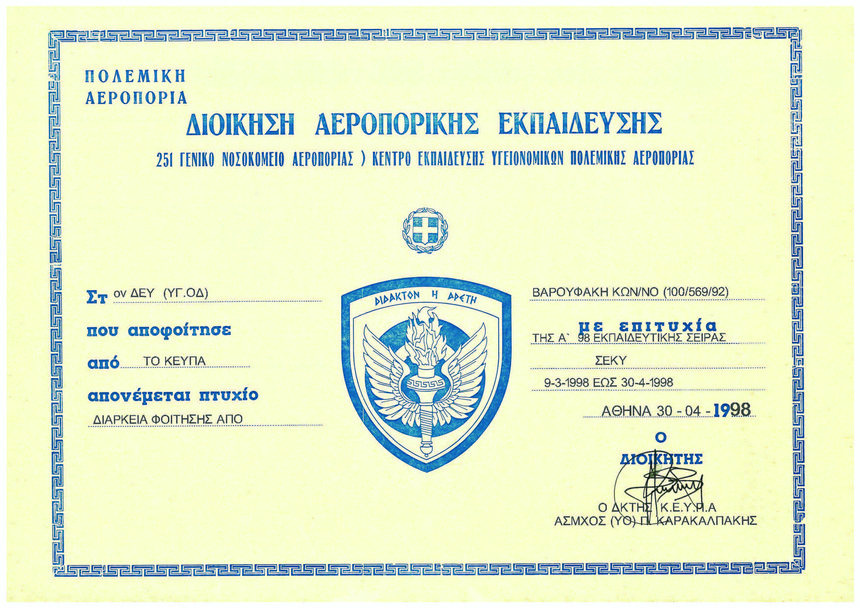 ΠΟΛΕΜΙΚΗ
ΑΕΡΟΠΟΡΙΑ
ΔΙΟΙΚΗΣΗ ΑΕΡΟΠΟΡΙΚΗΣ ΕΚΠΑΙΔΕΥΣΗΣ
251 ΓΕΝΙΚΟ ΝΟΣΟΚΟΜΕΙΟ ΑΕΡΟΠΟΡΙΑΣ ) ΚΕΝΤΡΟ ΕΚΠΑΙΔΕΥΣΗΣ ΥΓΕΙΟΝΟΜΙΚΩΝ ΠΟΛΕΜΙΚΗΣ ΑΕΡΟΠΟΡΙΑΣ
ΔΙΔΑΚΤΟΝ Η ΑΡΕΤΗ
Στ ον ΔΕΥ (ΥΓ.ΟΔ) ΒΑΡΟΥΦΑΚΗ ΚΩΝ/ΝΟ (100/569/92)
που αποφοίτησε με επιτυχία
ΤΗΣ Α` 98 ΕΚΠΑΙΔΕΥΤΙΚΗΣ ΣΕΙΡΑΣ
από ΤΟ ΚΕΥΠΑ ΣΕΚΥ
απονέμεται πτυχίο 9-3-1998 ΕΩΣ 30-4-1998
ΔΙΑΡΚΕΙΑ ΦΟΙΤΗΣΗΣ ΑΠΟ ΑΘΗΝΑ 30 - 04 - 1998
Ο
ΔΙΟΙΚΗΤΗΣ
Ο ΔΚΤΗΣ Κ.Ε.Υ.Π.Α
ΑΣΜΧΟΣ (ΥΟ) Π. ΚΑΡΑΚΑΛΠΑΚΗΣ